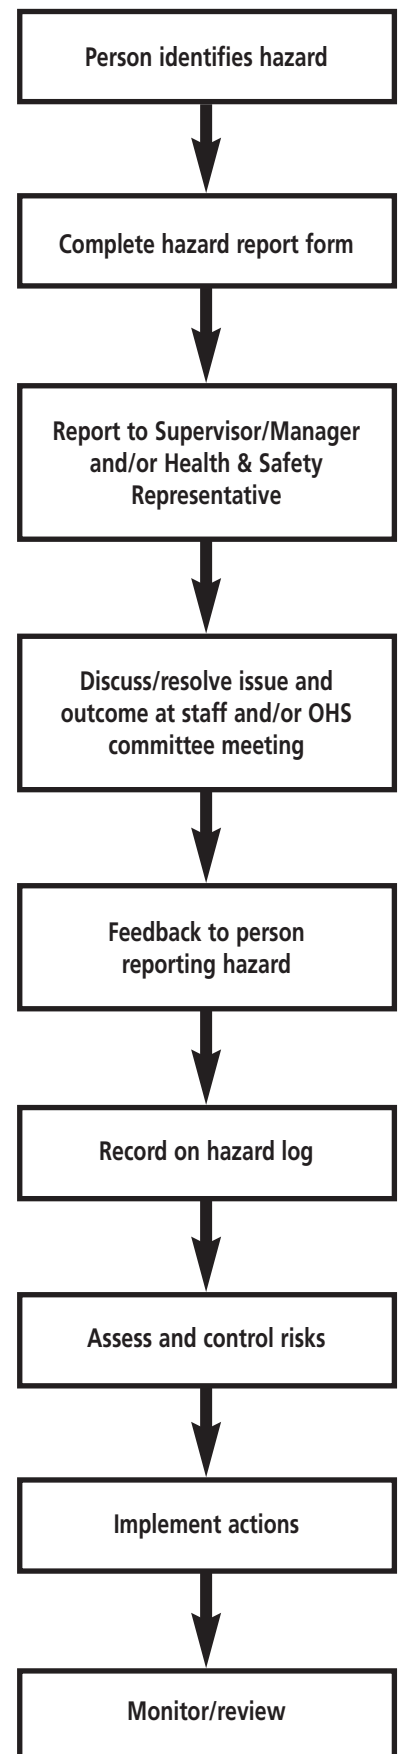 Person identifies hazard
Complete hazard report form
Report to Supervisor/Manager
and/or Health & Safety
Representative
Discuss/resolve issue and
outcome at staff and/or OHS
committee meeting
Feedback to person
reporting hazard
Record on hazard log
Assess and control risks
Implement actions
Monitor/review